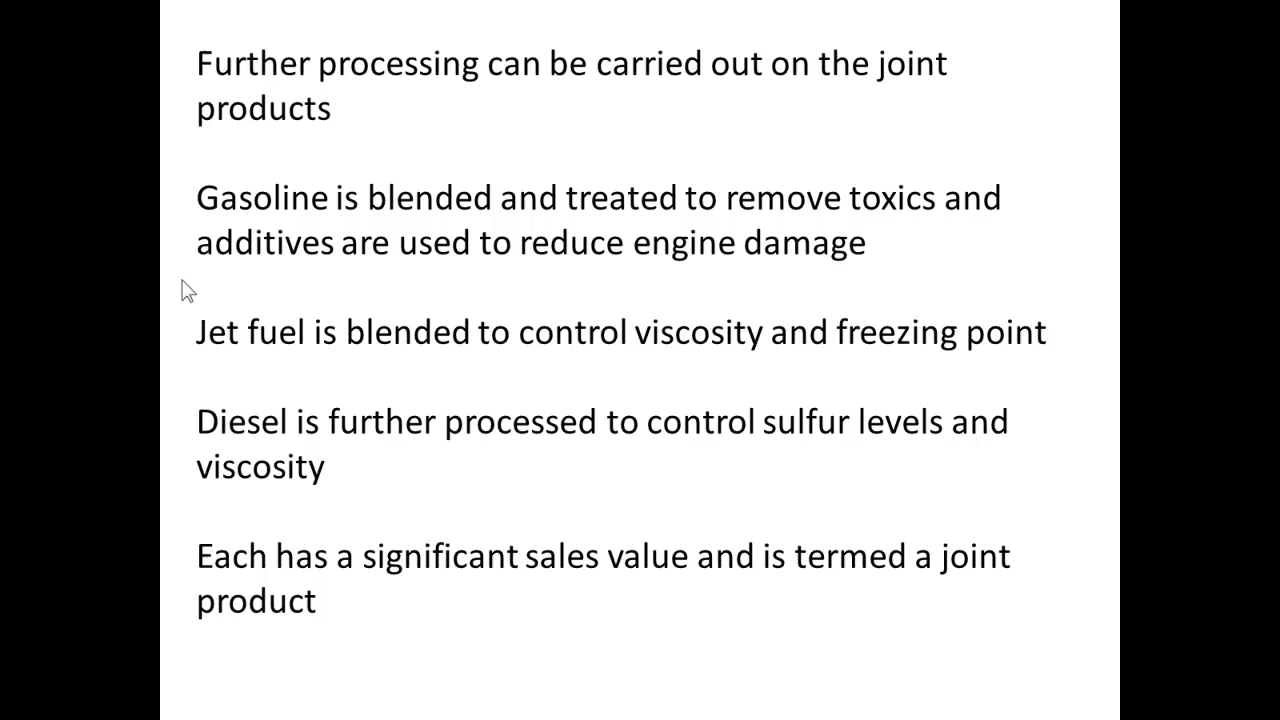 Further processing can be carried out on the joint
products
Gasoline is blended and treated to remove toxics and
additives are used to reduce engine damage
Jet fuel is blended to control viscosity and freezing point
Diesel is further processed to control sulfur levels and
viscosity
Each has a significant sales value and is termed a joint
product